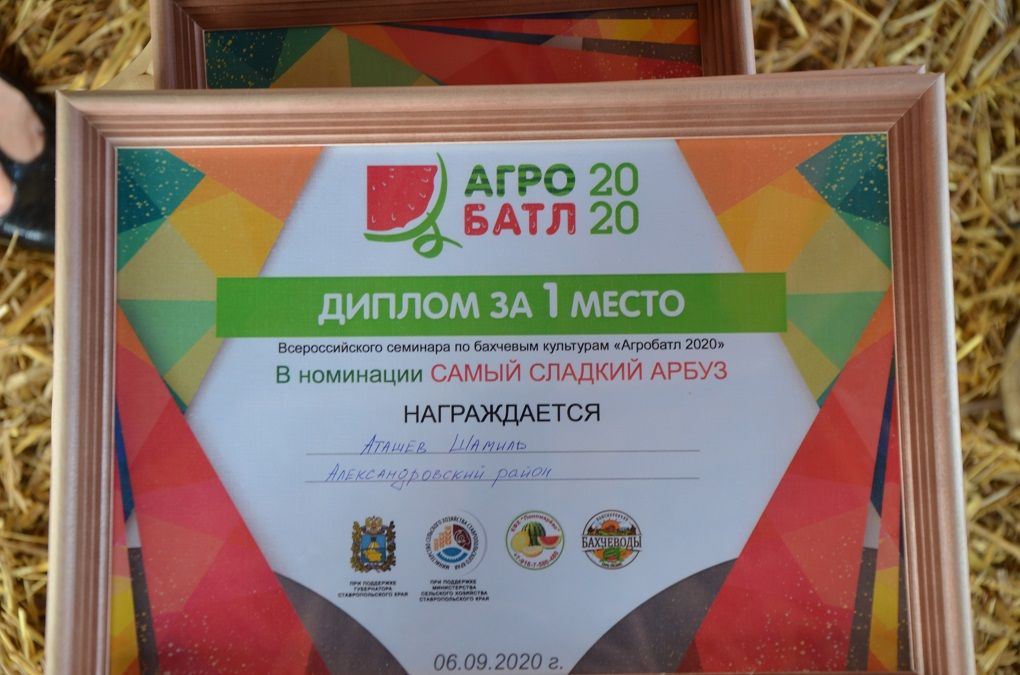 АГРО 20
БАТЛ 20
ДИПЛОМ ЗА 1 МЕСТО
Всероссийского семинара по бахчевым культурам «Агробатл 2020»
В номинации САМЫЙ СЛАДКИЙ АРБУЗ
НАГРАЖДАЕТСЯ
Аташев Шамиль
Александровский район
БАХЧЕВОДЫ
ПРИ ПОДДЕРЖКЕ
ГУБЕРНАТОРА
СТАВРОПОЛЬСКОГО КРАЯ
ПРИ ПОДДЕРЖКЕ
МИНИСТЕРСТВА
СЕЛЬСКОГО ХОЗЯЙСТВА
СТАВРОПОЛЬСКОГО КРАЯ
06.09.2020 г.